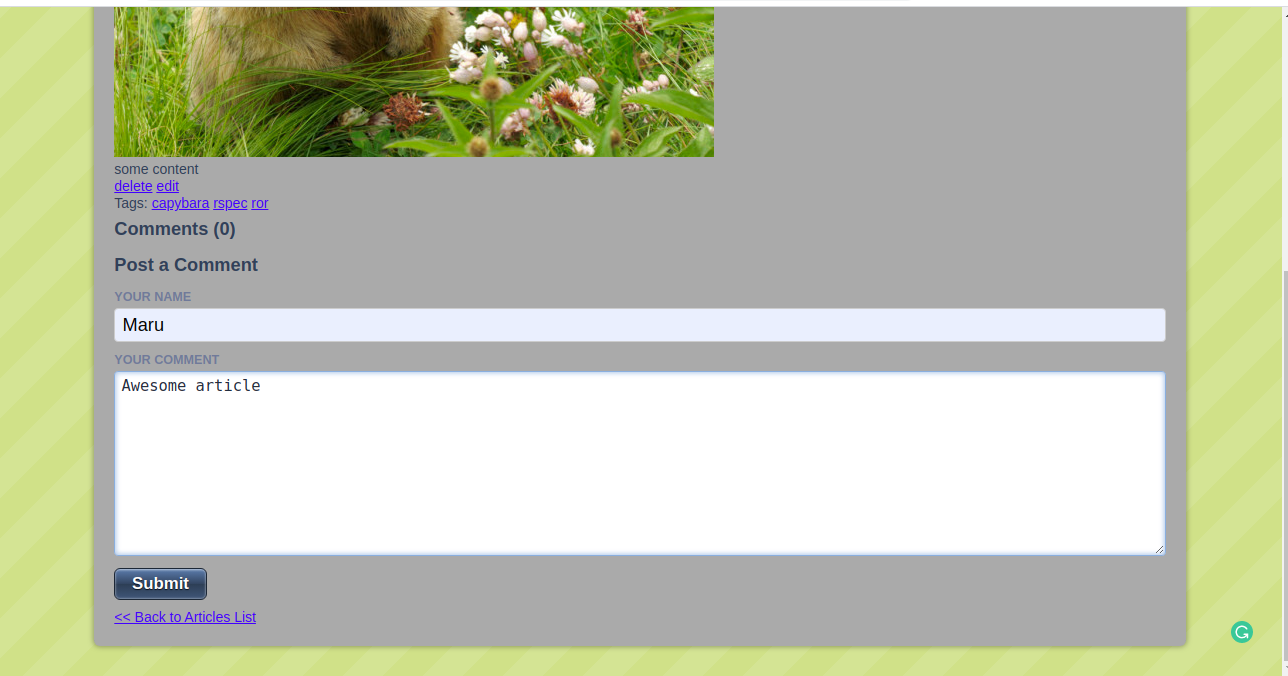 some content
delete edit
Tags: capybara rspec ror
Comments (0)
Post a Comment
YOUR NAME
Maru
YOUR COMMENT
Awesome article
Submit
<< Back to Articles List